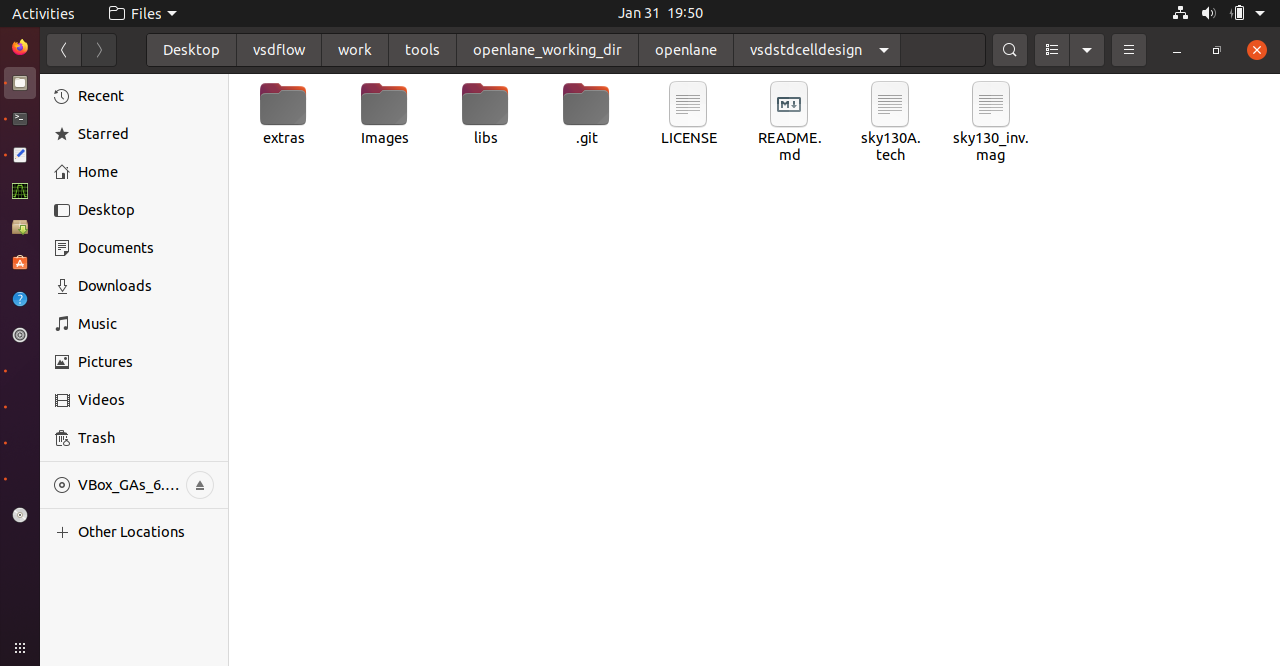 Activities Files Jan 31 19:50
Desktop vsdflow work tools openlane_working_dir openlane vsdstdcelldesign
Recent
Starred
Home
Desktop
Documents
Downloads
Music
Pictures
Videos
Trash
VBox_GAs_6.…
Other Locations
extras Images libs .git LICENSE README. sky130A. sky130_inv.
md tech mag